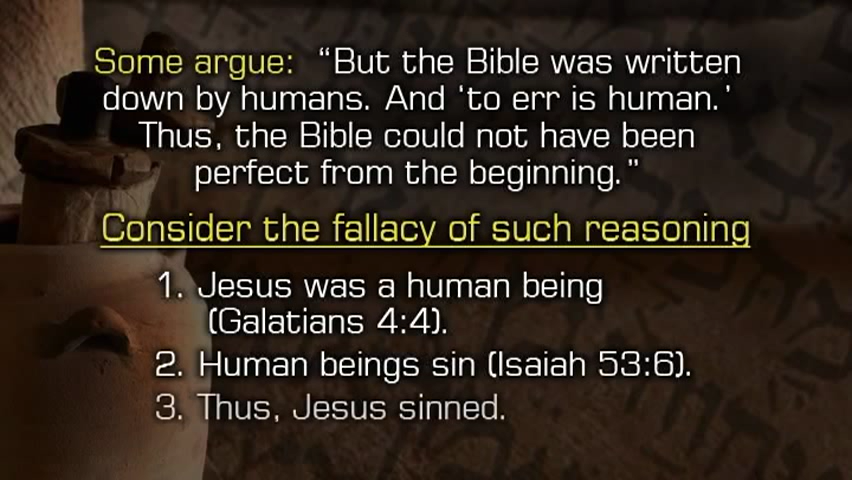 Some argue: “But the Bible was written
down by humans. And ‘to err is human.’
Thus, the Bible could not have been
perfect from the beginning.”
Consider the fallacy of such reasoning
1. Jesus was a human being
(Galatians 4:4).
2. Human beings sin (Isaiah 53:6).
3. Thus, Jesus sinned.